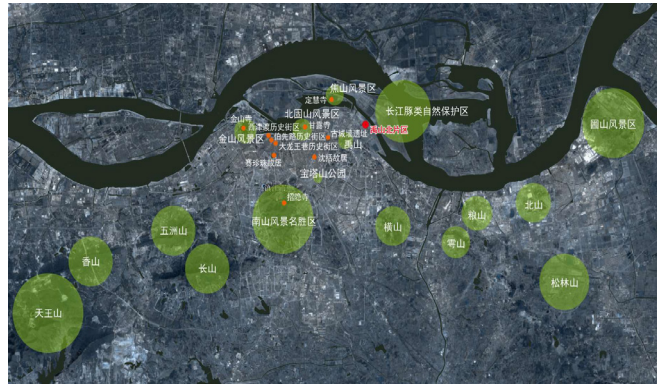 焦山风景区
定慧寺
长江豚类自然保护区
圌山风景区
北固山风景区
金山寺
甘露寺
西津渡历史街区
金山风景区
伯先路历史街区
古城墙遗址
大龙王巷历史街区
禹山
沈括故居
赛珍珠故居
宝塔山公园
招隐寺
南山风景名胜区
北山
粮山
五洲山
横山
雩山
香山
长山
松林山
天王山